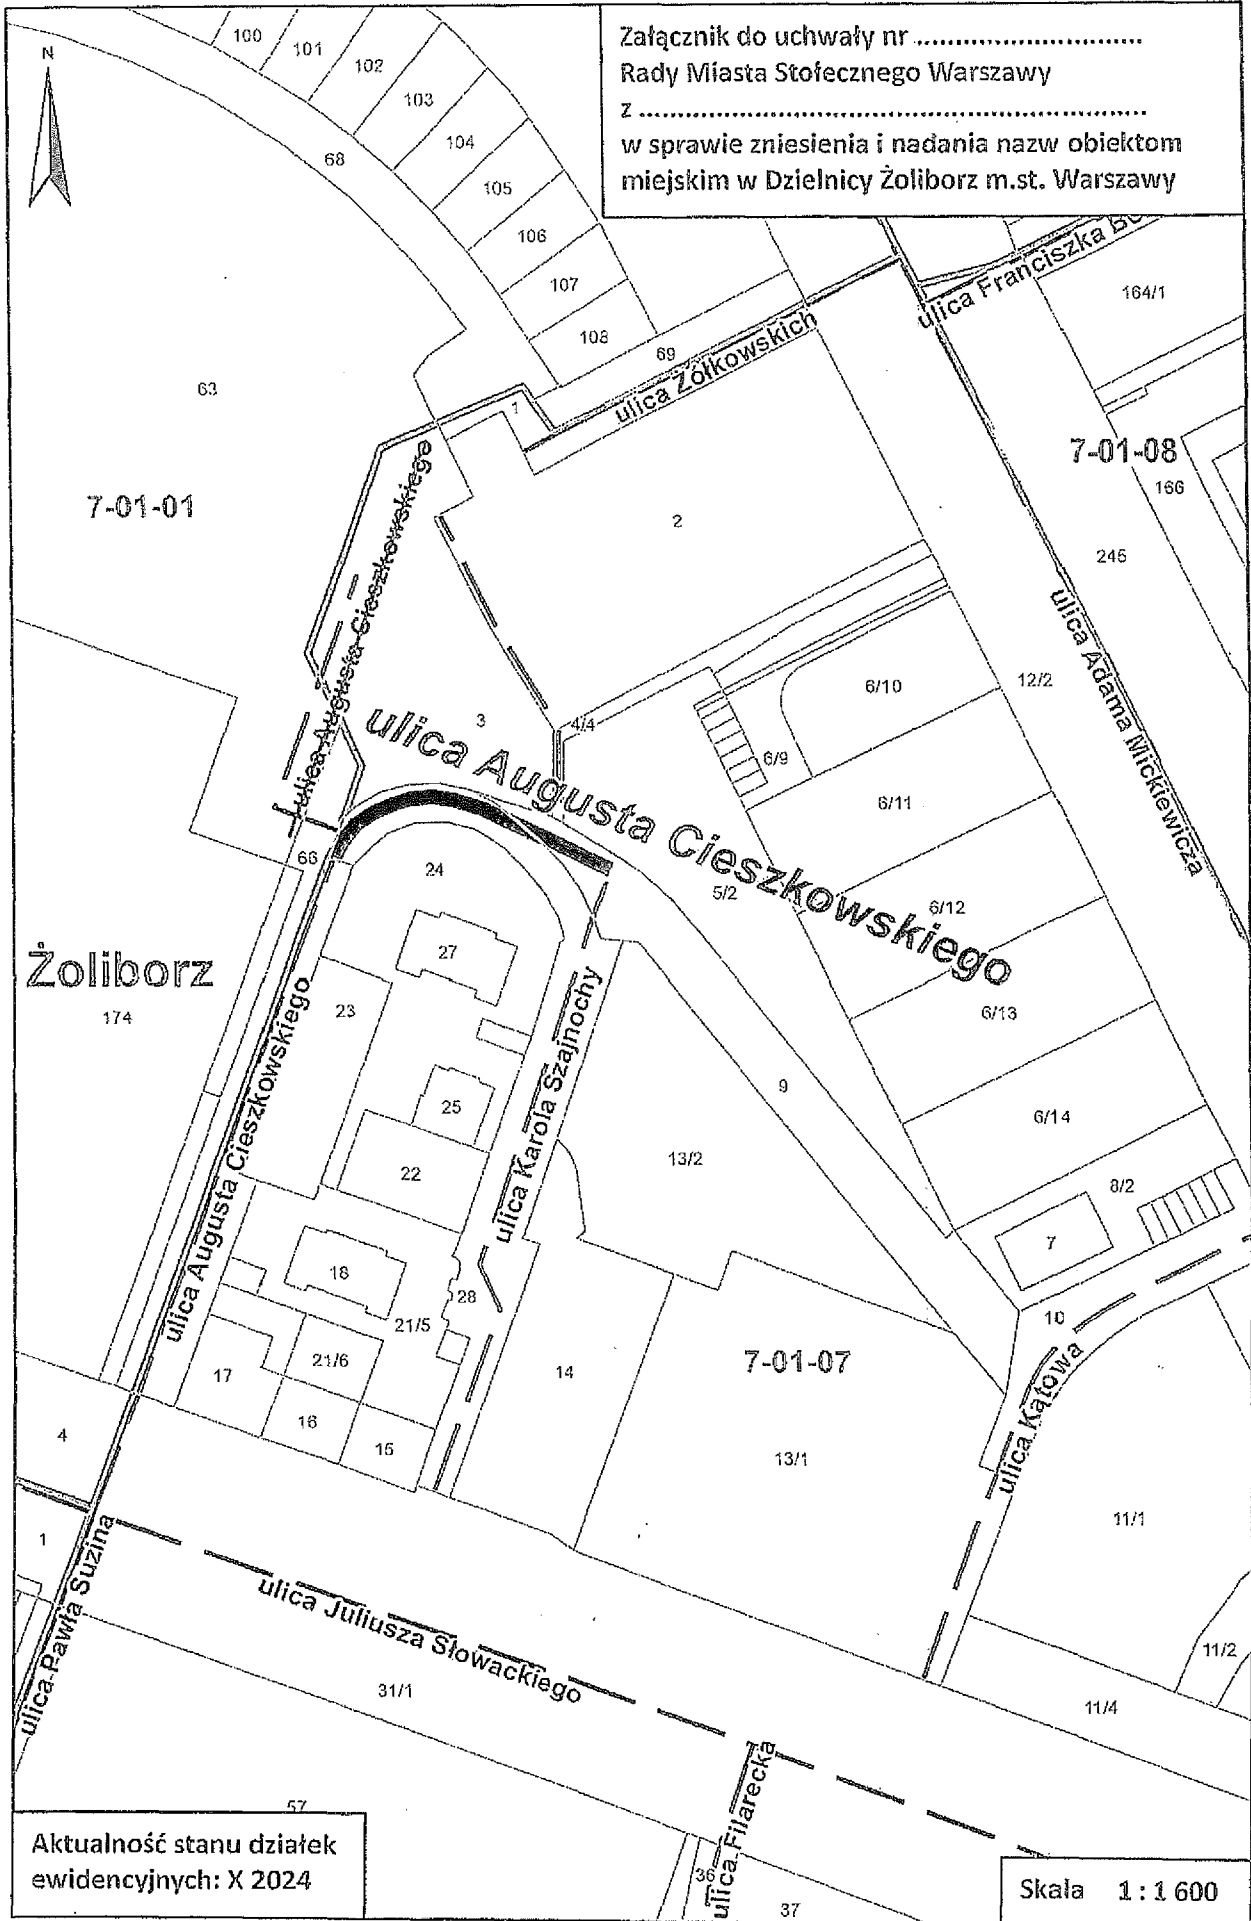 Załącznik do uchwały nr ..............................
Rady Miasta Stołecznego Warszawy
z ....................................................................
w sprawie zniesienia i nadania nazw obiektom
miejskim w Dzielnicy Żoliborz m.st. Warszawy
N
100
101
102
103
68
104
105
106
107
108
69
ulica Żółkowskich
ulica Franciszka
164/1
63
1
7-01-08
166
7-01-01
2
245
ulica Augusta Cieszkowskiego
ulica Adama Mickiewicza
6/10
12/2
3
4/4
6/9
6/11
ulica Augusta Cieszkowskiego
66
24
5/2
6/12
27
Żoliborz
174
23
6/13
ulica Karola Szajnochy
9
25
6/14
ulica Augusta Cieszkowskiego
22
13/2
8/2
7
18
28
21/5
10
21/6
17
14
7-01-07
ulica Kątowa
16
15
4
13/1
11/1
1
ulica Pawła Suzina
ulica Juliusza Słowackiego
11/2
31/1
11/4
ulica Filarecka
57
36
37
Aktualność stanu działek
ewidencyjnych: X 2024
Skala 1 : 1 600